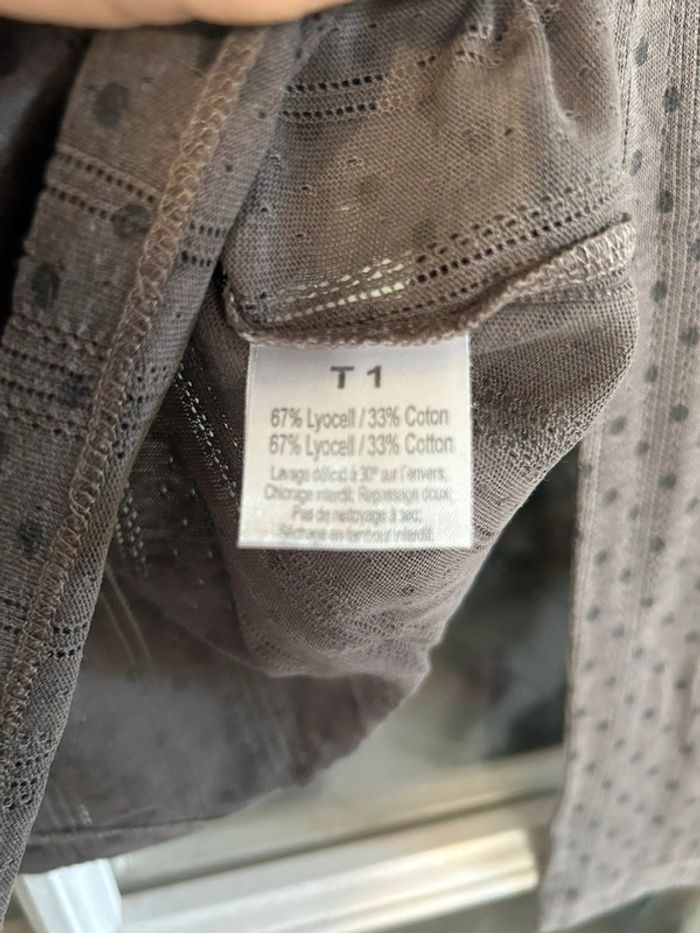 T 1
67% Lyocell / 33% Coton
67% Lyocell / 33% Cotton
Lavage délicat à 30° sur l'envers;
Chlorage interdit; Repassage doux;
Pas de nettoyage à sec;
Séchage en tambour interdit.